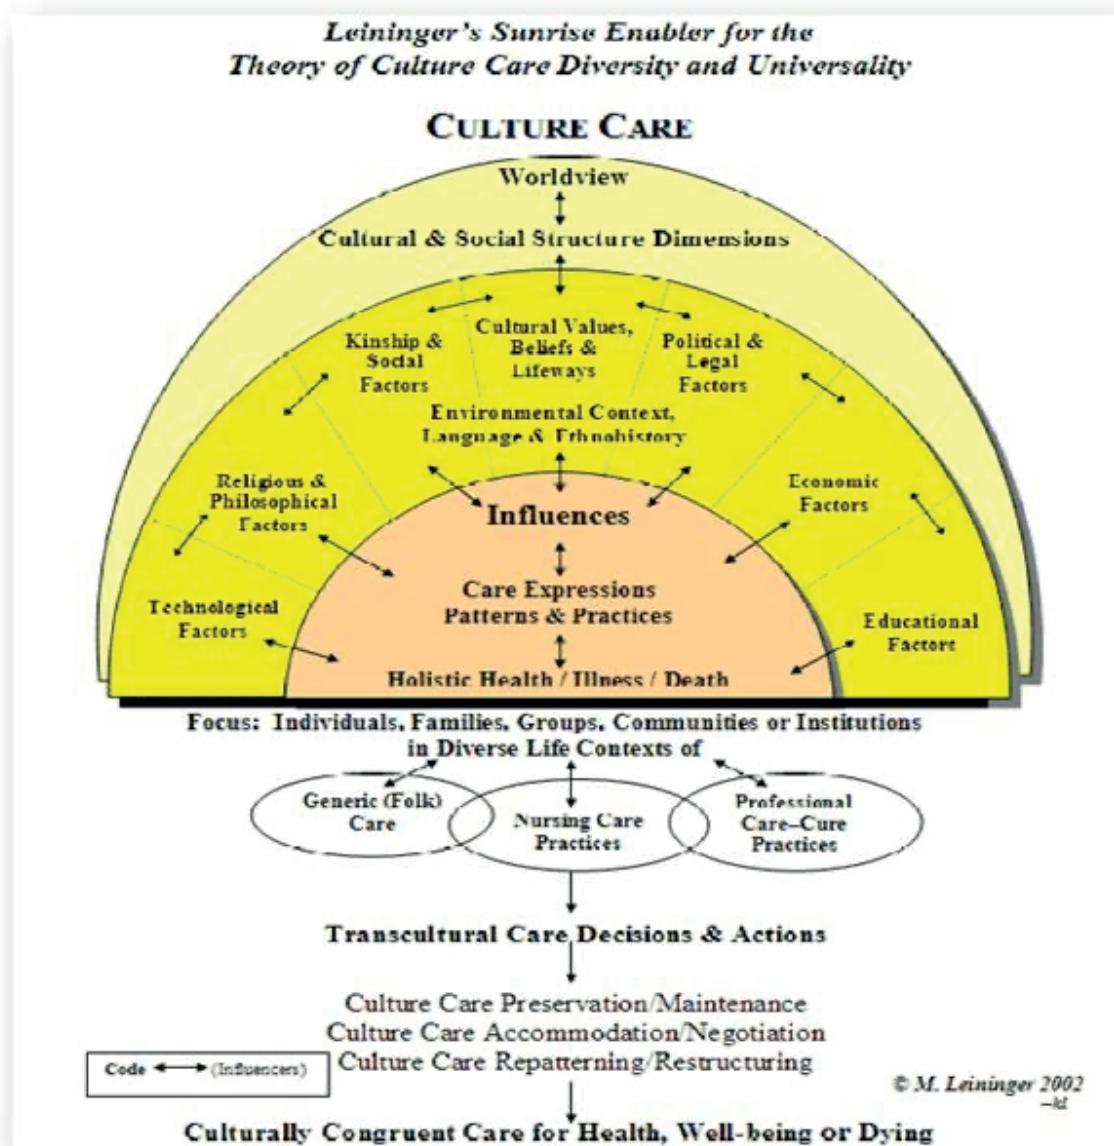 Leininger's Sunrise Enabler for the
Theory of Culture Care Diversity and Universality
CULTURE CARE
Worldview
Cultural & Social Structure Dimensions
Kinship &
Social
Factors
Cultural Values,
Beliefs &
Lifeways
Political &
Legal
Factors
Environmental Context,
Language & Ethnohistory
Religious &
Philosophical
Factors
Economic
Factors
Influences
Care Expressions
Patterns & Practices
Technological
Factors
Educational
Factors
Holistic Health / Illness / Death
Focus: Individuals, Families, Groups, Communities or Institutions
in Diverse Life Contexts of
Generic (Folk)
Care
Nursing Care
Practices
Professional
Care–Cure
Practices
Transcultural Care Decisions & Actions
Culture Care Preservation/Maintenance
Culture Care Accommodation/Negotiation
Culture Care Repatterning/Restructuring
Code (Influencers)
© M. Leininger 2002
Culturally Congruent Care for Health, Well-being or Dying